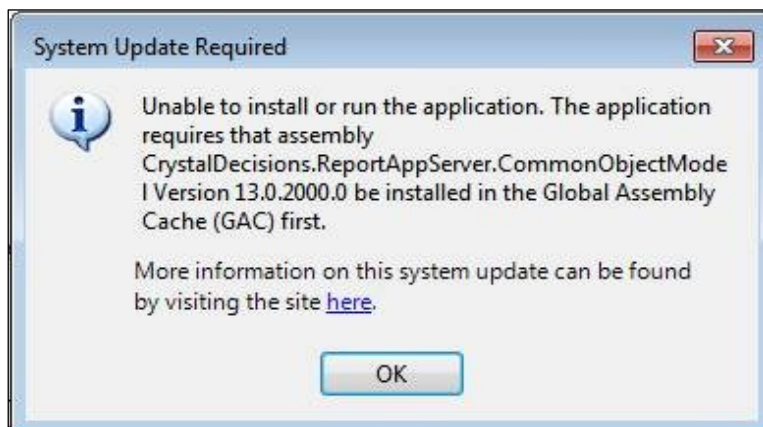 System Update Required
Unable to install or run the application. The application
requires that assembly
CrystalDecisions.ReportAppServer.CommonObjectMode
l Version 13.0.2000.0 be installed in the Global Assembly
Cache (GAC) first.
More information on this system update can be found
by visiting the site here.
OK